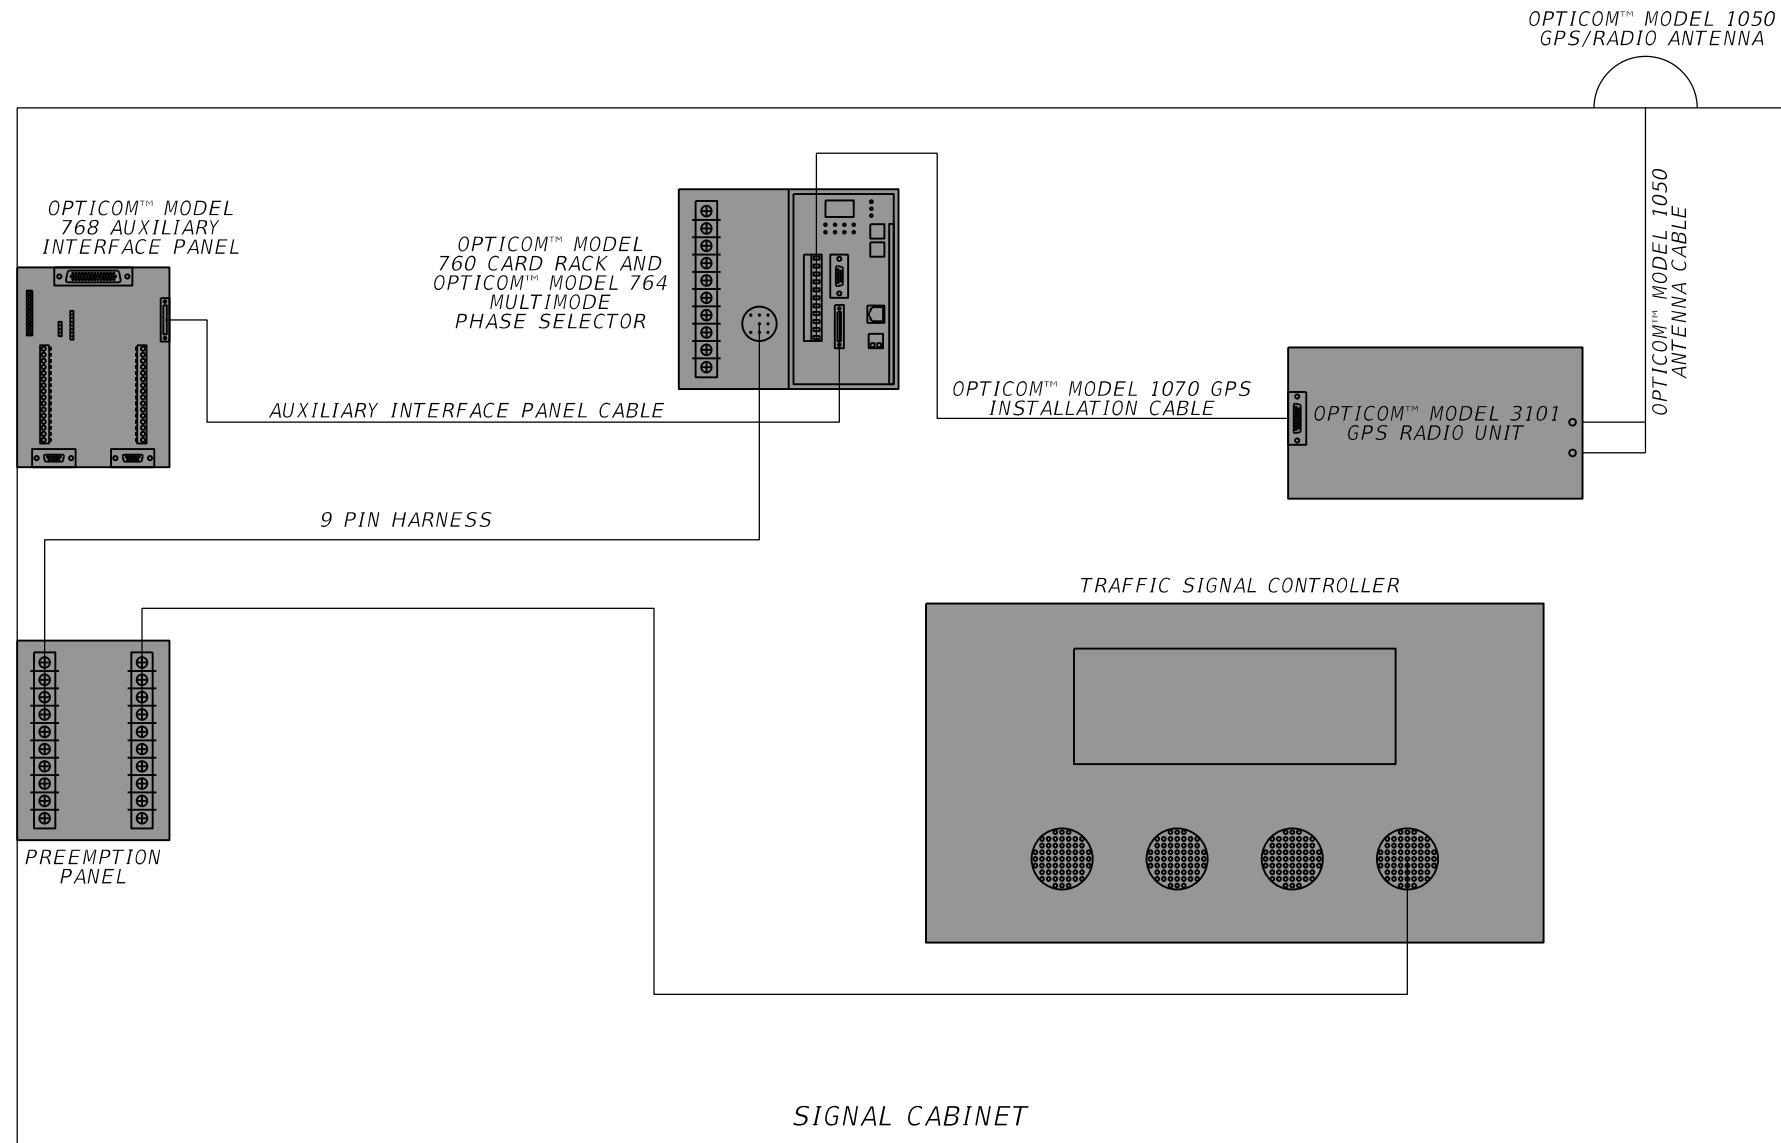 OPTICOM™ MODEL 1050
GPS/RADIO ANTENNA
OPTICOM™ MODEL
768 AUXILIARY
INTERFACE PANEL
OPTICOM™ MODEL
760 CARD RACK AND
OPTICOM™ MODEL 764
MULTIMODE
PHASE SELECTOR
OPTICOM™ MODEL 1050
ANTENNA CABLE
OPTICOM™ MODEL 1070 GPS
INSTALLATION CABLE
OPTICOM™ MODEL 3101
GPS RADIO UNIT
AUXILIARY INTERFACE PANEL CABLE
9 PIN HARNESS
TRAFFIC SIGNAL CONTROLLER
PREEMPTION
PANEL
SIGNAL CABINET